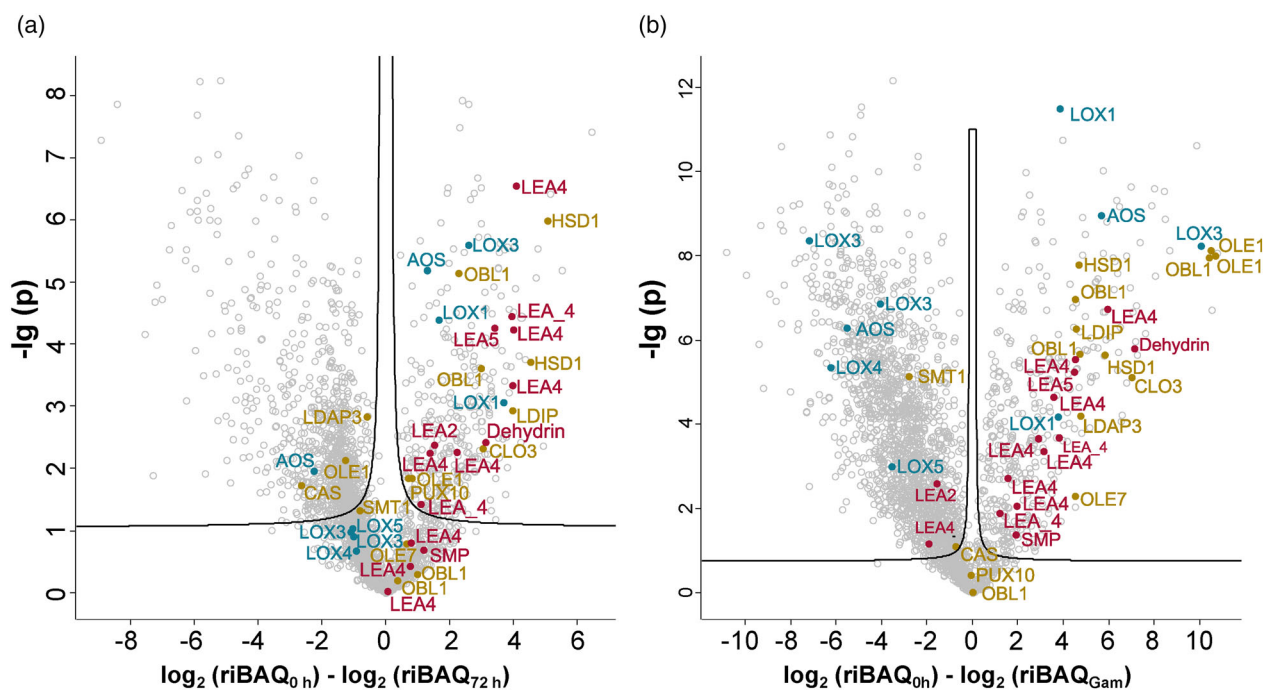 (a)
-lg (p)
8
7
6
5
4
3
2
1
0
-8
-6
-4
-2
0
2
4
6
log2 (riBAQ0 h) - log2 (riBAQ72 h)
LEA4
HSD1
LOX3
AOS
OBL1
LEA_4
LOX1
LEA5
LEA4
HSD1
OBL1
LEA4
LOX1
LDIP
LDAP3
LEA2
Dehydrin
CLO3
LEA4
LEA4
OLE1
AOS
CAS
OLE1
PUX10
LEA_4
SMT1
LOX5
LOX3
LOX3
LOX4
LEA4
OLE7
SMP
LEA4
OBL1
OBL1
LEA4
(b)
-lg (p)
12
10
8
6
4
2
0
-10
-8
-6
-4
-2
0
2
4
6
8
10
log2 (riBAQ0h) - log2 (riBAQGam)
LOX1
AOS
LOX3
LOX3
OLE1
OBL1
OLE1
HSD1
OBL1
LOX3
LEA4
AOS
LDIP
OBL1
Dehydrin
LOX4
HSD1
SMT1
LEA5
CLO3
LEA4
LOX1
LDAP3
LEA4
LEA_4
LEA4
LOX5
LEA2
LEA4
OLE7
LEA4
LEA_4
LEA4
SMP
CAS
PUX10
OBL1